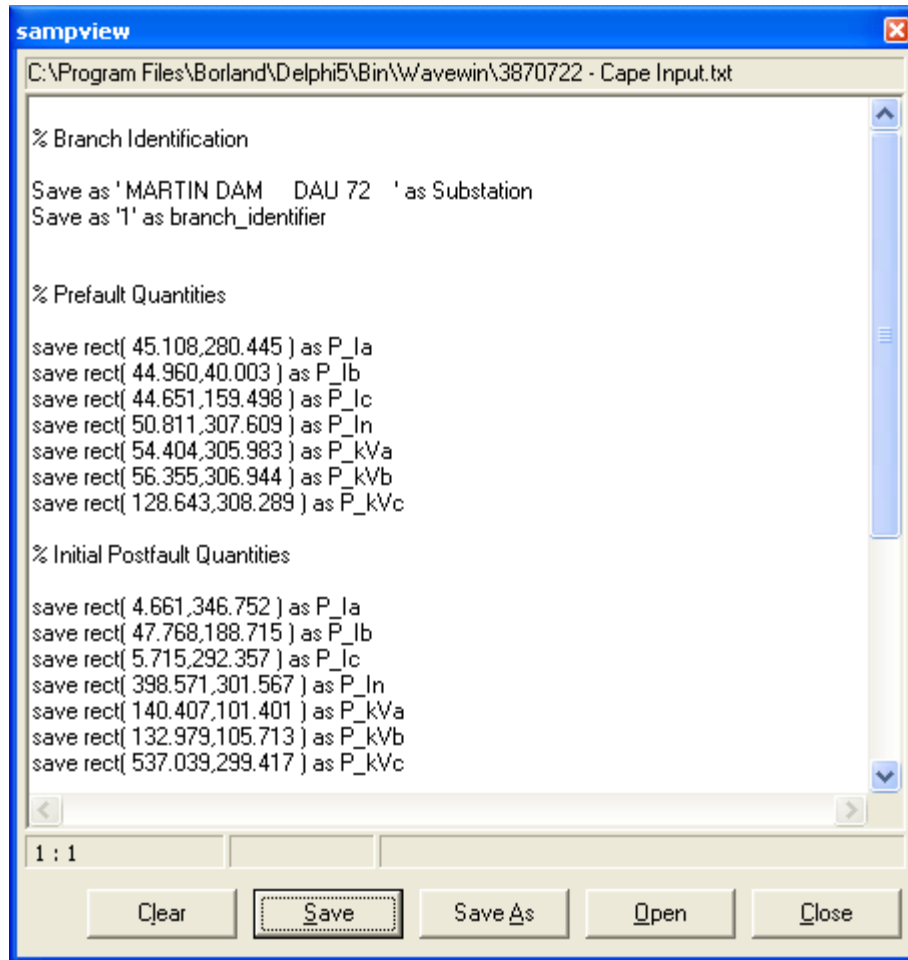 sampview
C:\Program Files\Borland\Delphi5\Bin\Wavewin\3870722 - Cape Input.txt
% Branch Identification
Save as ' MARTIN DAM     DAU 72    ' as Substation
Save as '1' as branch_identifier
% Prefault Quantities
save rect( 45.108,280.445 ) as P_Ia
save rect( 44.960,40.003 ) as P_Ib
save rect( 44.651,159.498 ) as P_Ic
save rect( 50.811,307.609 ) as P_In
save rect( 54.404,305.983 ) as P_kVa
save rect( 56.355,306.944 ) as P_kVb
save rect( 128.643,308.289 ) as P_kVc
% Initial Postfault Quantities
save rect( 4.661,346.752 ) as P_Ia
save rect( 47.768,188.715 ) as P_Ib
save rect( 5.715,292.357 ) as P_Ic
save rect( 398.571,301.567 ) as P_In
save rect( 140.407,101.401 ) as P_kVa
save rect( 132.979,105.713 ) as P_kVb
save rect( 537.039,299.417 ) as P_kVc
1 : 1
Clear Save Save As Open Close